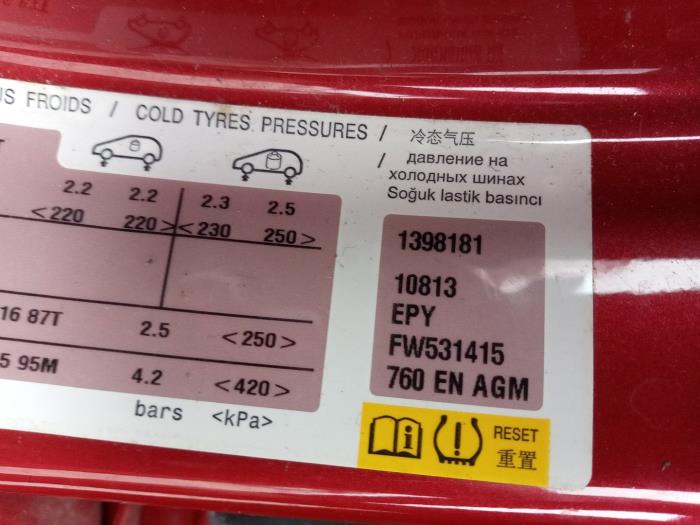 US FROIDS / COLD TYRES PRESSURES / 冷态气压
/ давление на
холодных шинах
Soğuk lastik basıncı
2.2 2.2 2.3 2.5
<220 220> <230 250>
16 87T 2.5 <250>
5 95M 4.2 <420>
bars <kPa>
1398181
10813
EPY
FW531415
760 EN AGM
RESET
重置